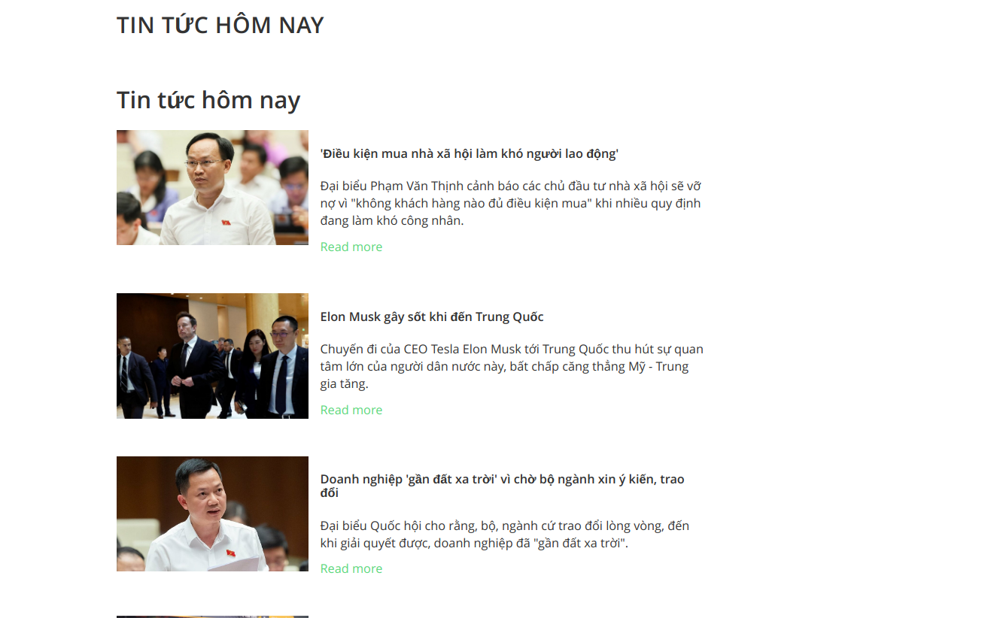 TIN TỨC HÔM NAY
Tin tức hôm nay
'Điều kiện mua nhà xã hội làm khó người lao động'
Đại biểu Phạm Văn Thịnh cảnh báo các chủ đầu tư nhà xã hội sẽ vỡ
nợ vì "không khách hàng nào đủ điều kiện mua" khi nhiều quy định
đang làm khó công nhân.
Read more
Elon Musk gây sốt khi đến Trung Quốc
Chuyến đi của CEO Tesla Elon Musk tới Trung Quốc thu hút sự quan
tâm lớn của người dân nước này, bất chấp căng thẳng Mỹ - Trung
gia tăng.
Read more
Doanh nghiệp 'gần đất xa trời' vì chờ bộ ngành xin ý kiến, trao
đổi
Đại biểu Quốc hội cho rằng, bộ, ngành cứ trao đổi lòng vòng, đến
khi giải quyết được, doanh nghiệp đã "gần đất xa trời".
Read more